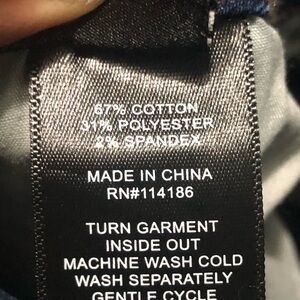 67% COTTON
31% POLYESTER
2% SPANDEX
MADE IN CHINA
RN#114186
TURN GARMENT
INSIDE OUT
MACHINE WASH COLD
WASH SEPARATELY
GENTLE CYCLE